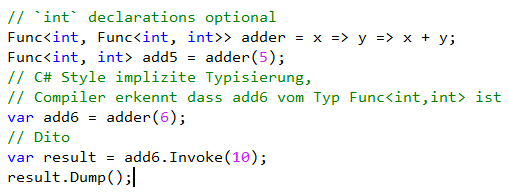 // `int` declarations optional
Func<int, Func<int, int>> adder = x => y => x + y;
Func<int, int> add5 = adder(5);
// C# Style implizite Typisierung,
// Compiler erkennt dass add6 vom Typ Func<int,int> ist
var add6 = adder(6);
// Dito
var result = add6.Invoke(10);
result.Dump();